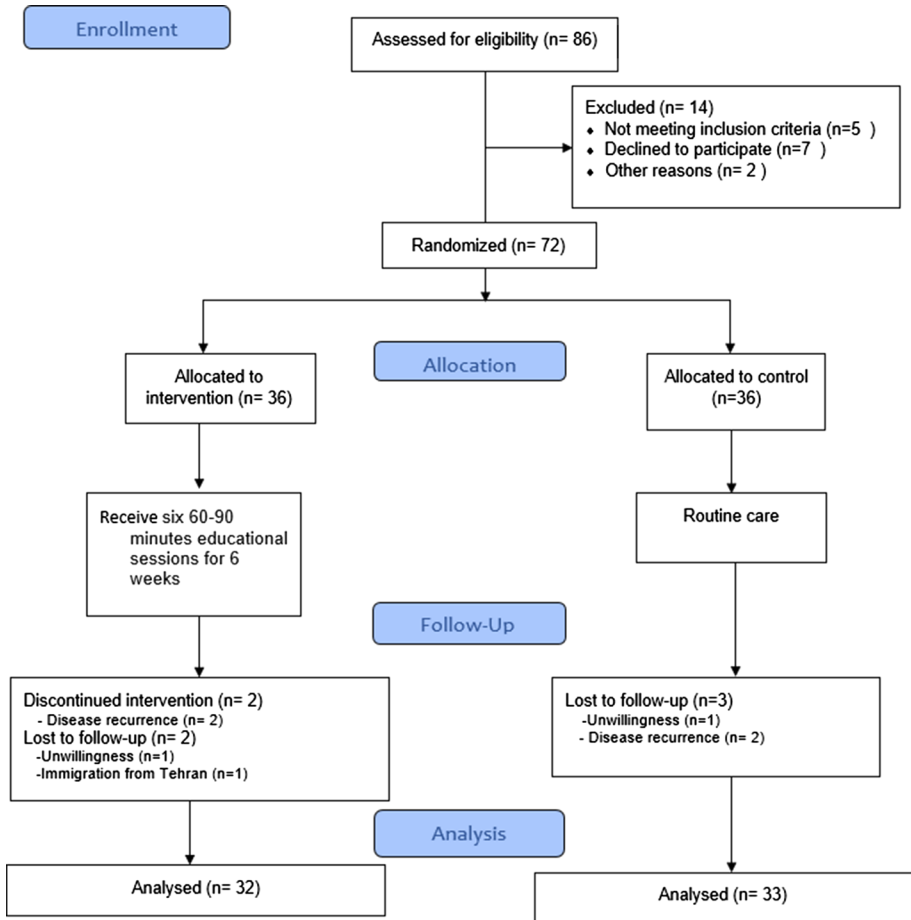 Enrollment
Assessed for eligibility (n= 86)
Excluded (n= 14)
⬧ Not meeting inclusion criteria (n=5 )
⬧ Declined to participate (n=7 )
⬧ Other reasons (n= 2 )
Randomized (n= 72)
Allocation
Allocated to
intervention (n= 36)
Allocated to control
(n=36)
Receive six 60-90
minutes educational
sessions for 6
weeks
Routine care
Follow-Up
Discontinued intervention (n= 2)
- Disease recurrence (n= 2)
Lost to follow-up (n= 2)
-Unwillingness (n=1)
-Immigration from Tehran (n=1)
Lost to follow-up (n=3)
-Unwillingness (n=1)
- Disease recurrence (n= 2)
Analysis
Analysed (n= 32)
Analysed (n= 33)